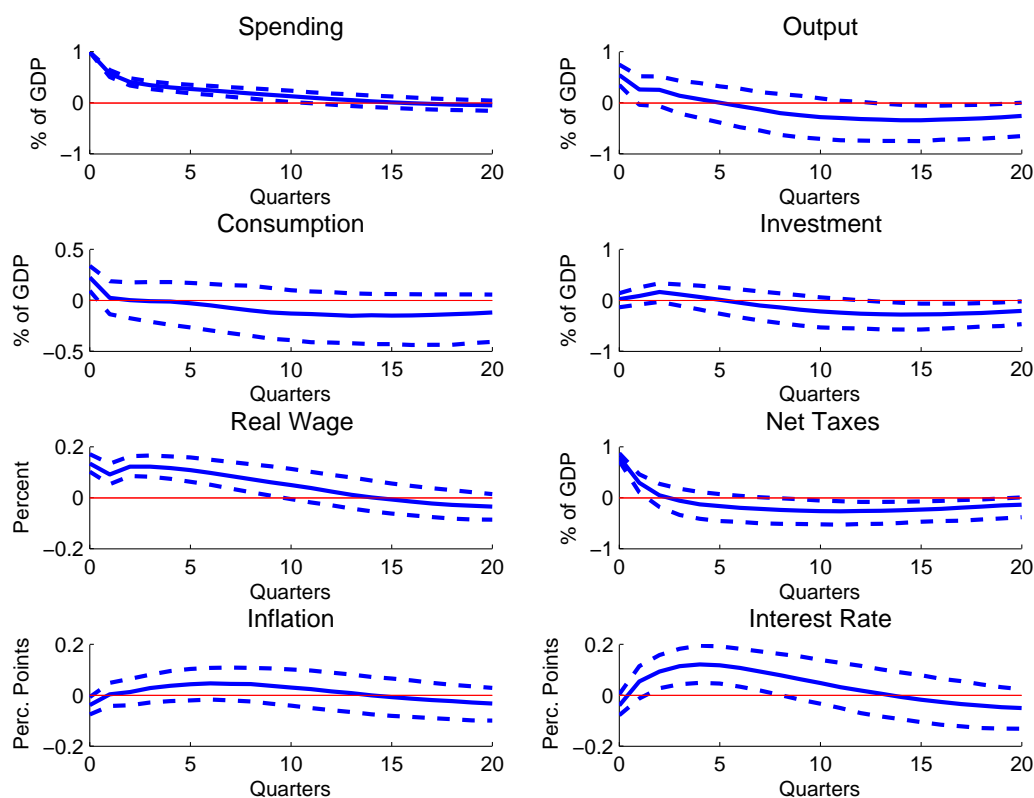 Spending
% of GDP
1
0
−1
0 5 10 15 20
Quarters
Output
% of GDP
1
0
−1
0 5 10 15 20
Quarters
Consumption
% of GDP
0.5
0
−0.5
0 5 10 15 20
Quarters
Investment
% of GDP
1
0
−1
0 5 10 15 20
Quarters
Real Wage
Percent
0.2
0
−0.2
0 5 10 15 20
Quarters
Net Taxes
% of GDP
1
0
−1
0 5 10 15 20
Quarters
Inflation
Perc. Points
0.2
0
−0.2
0 5 10 15 20
Quarters
Interest Rate
Perc. Points
0.2
0
−0.2
0 5 10 15 20
Quarters